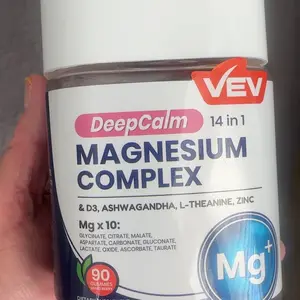 VEV
DeepCalm 14 in 1
MAGNESIUM
COMPLEX
& D3, ASHWAGANDHA, L-THEANINE, ZINC
Mg x 10:
GLYCINATE, CITRATE, MALATE,
ASPARTATE, CARBONATE, GLUCONATE,
LACTATE, OXIDE, ASCORBATE, TAURATE
90
GUMMIES
Mg+